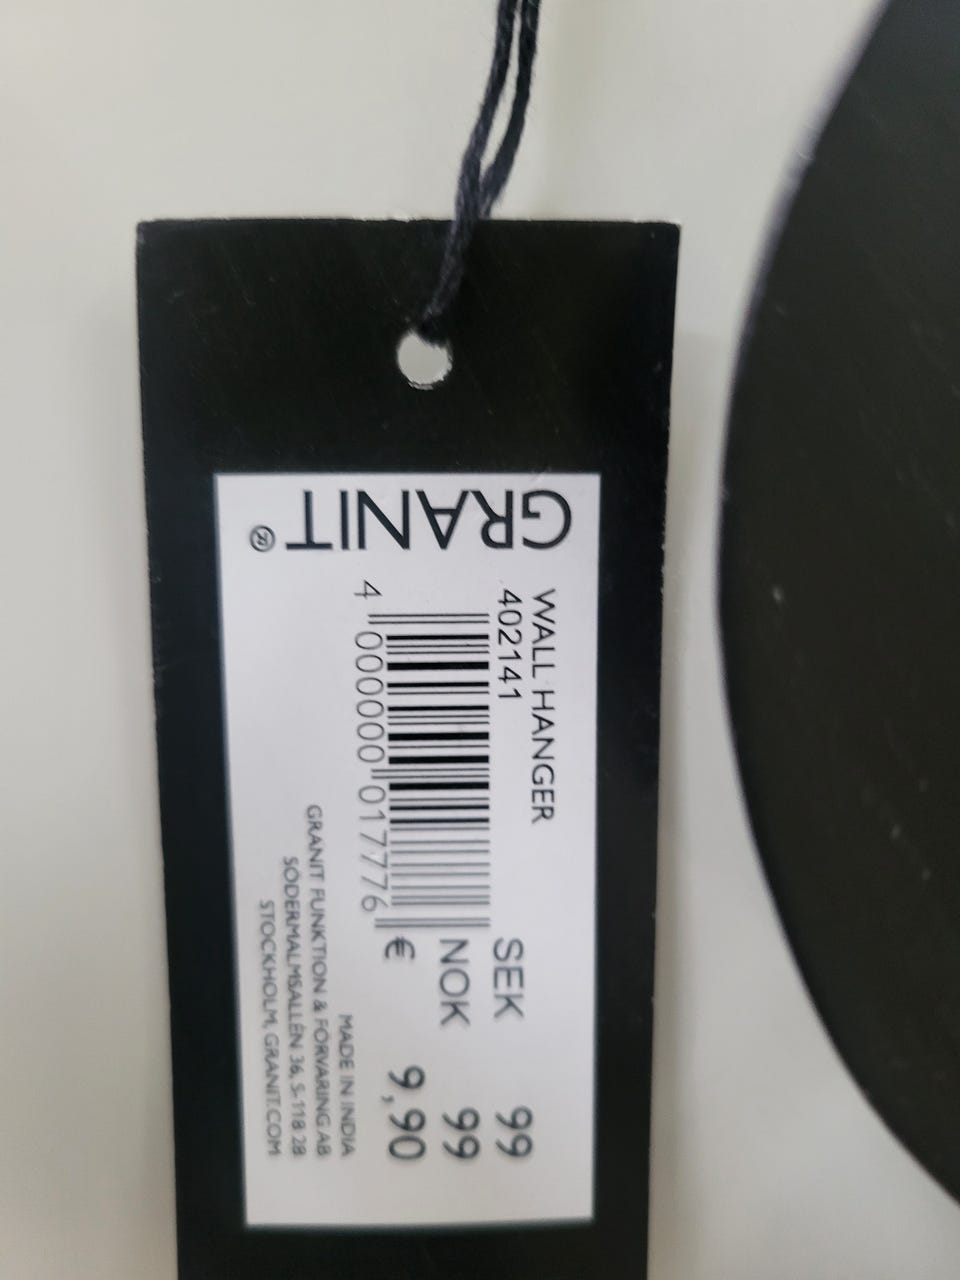 GRANIT®
WALL HANGER
402141
4 000000 017776
SEK 99
NOK 99
€ 9,90
MADE IN INDIA
GRANIT FUNKTION & FÖRVARING AB
SÖDERMALMSALLÉN 36, S-118 28
STOCKHOLM, GRANIT.COM